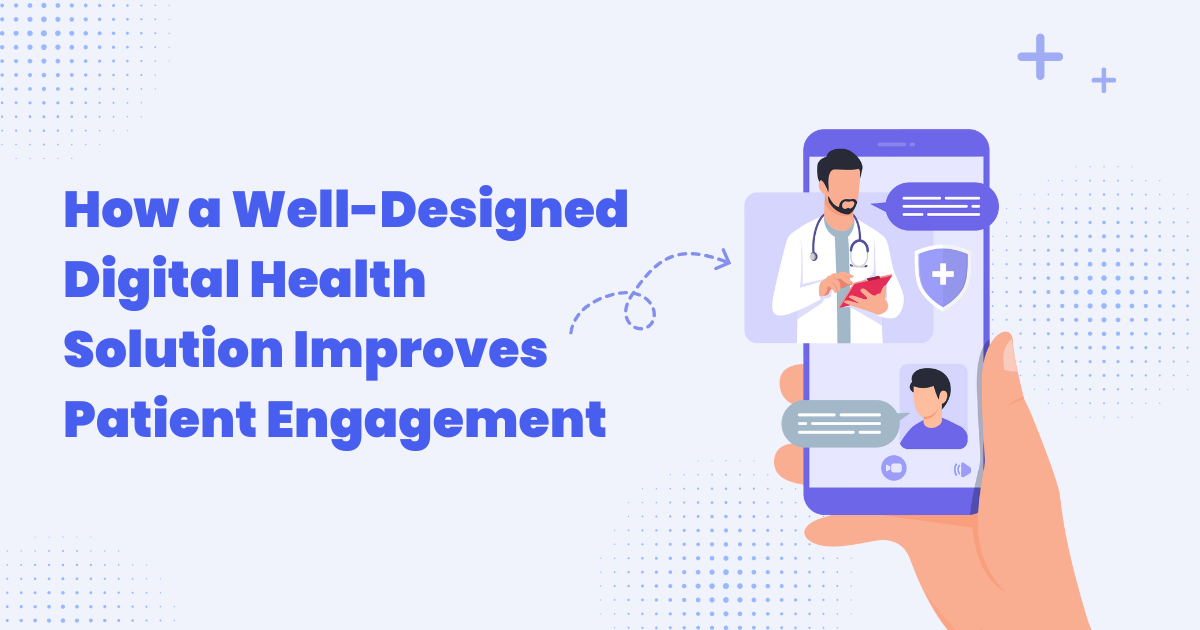 How a Well-Designed
Digital Health
Solution Improves
Patient Engagement